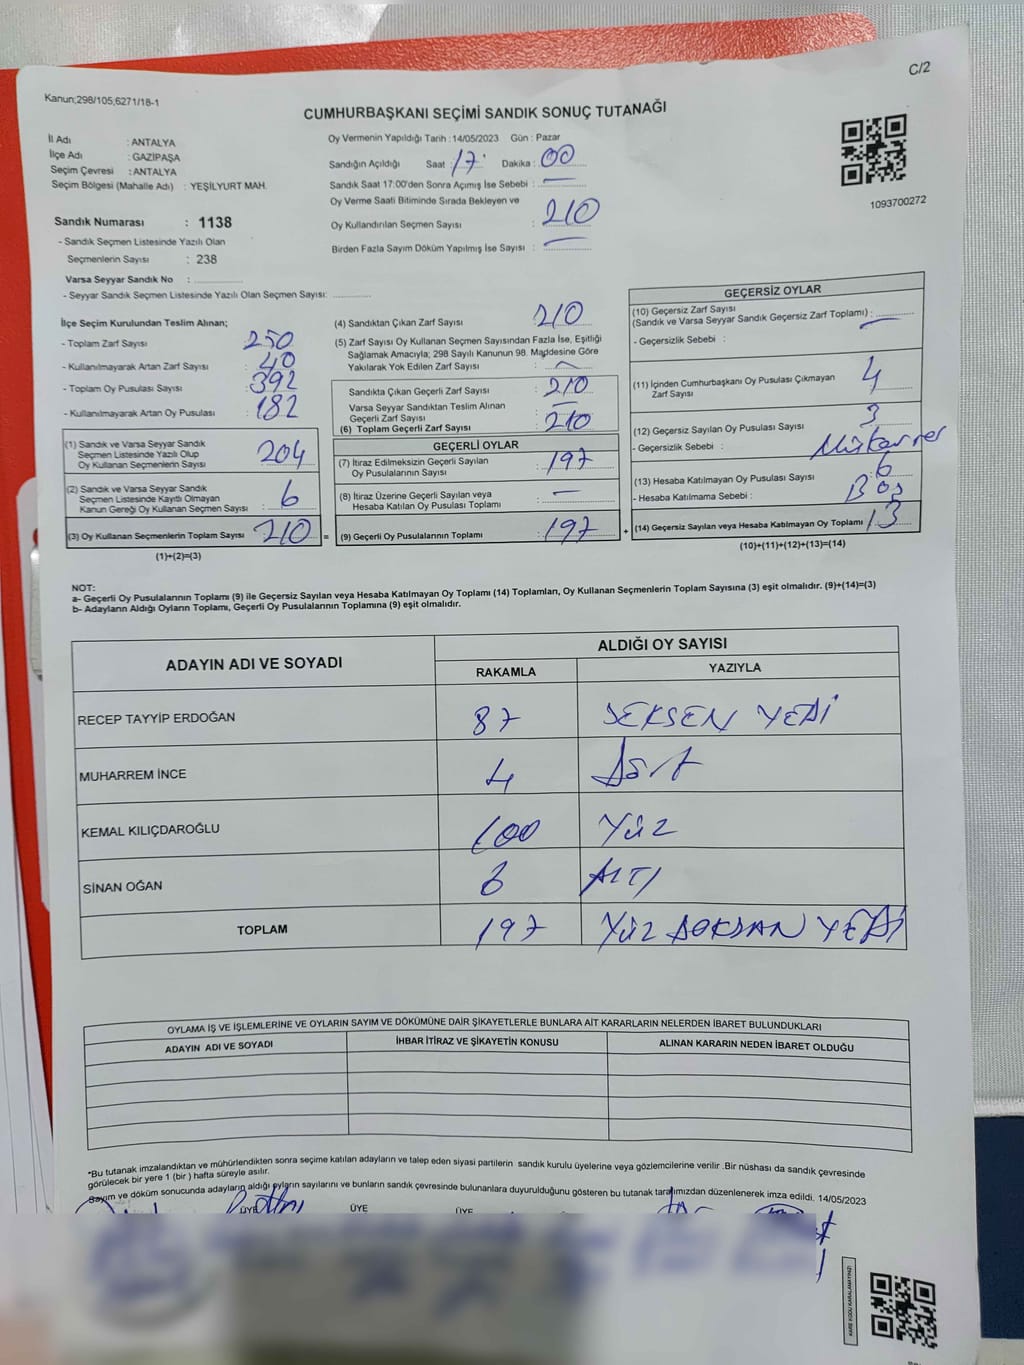 C/2
Kanun;298/105,6271/18-1
CUMHURBAŞKANI SEÇİMİ SANDIK SONUÇ TUTANAĞI
İl Adı : ANTALYA
İlçe Adı : GAZİPAŞA
Seçim Çevresi : ANTALYA
Seçim Bölgesi (Mahalle Adı) : YEŞİLYURT MAH.
Sandık Numarası : 1138
- Sandık Seçmen Listesinde Yazılı Olan
Seçmenlerin Sayısı : 238
Varsa Seyyar Sandık No : ..............
- Seyyar Sandık Seçmen Listesinde Yazılı Olan Seçmen Sayısı: ............
Oy Vermenin Yapıldığı Tarih : 14/05/2023 Gün : Pazar
Sandığın Açıldığı Saat : 17 Dakika : 00
Sandık Saat 17:00'den Sonra Açımış İse Sebebi : —
Oy Verme Saati Bitiminde Sırada Bekleyen ve
Oy Kullandırılan Seçmen Sayısı : 210
Birden Fazla Sayım Döküm Yapılmış İse Sayısı : —
1093700272
İlçe Seçim Kurulundan Teslim Alınan;
- Toplam Zarf Sayısı : 250
- Kullanılmayarak Artan Zarf Sayısı : 40
- Toplam Oy Pusulası Sayısı : 392
- Kullanılmayarak Artan Oy Pusulası : 182
(1) Sandık ve Varsa Seyyar Sandık
Seçmen Listesinde Yazılı Olup
Oy Kullanan Seçmenlerin Sayısı : 204
(2) Sandık ve Varsa Seyyar Sandık
Seçmen Listesinde Kayıtlı Olmayan
Kanun Gereği Oy Kullanan Seçmen Sayısı : 6
(3) Oy Kullanan Seçmenlerin Toplam Sayısı 210 =
(1)+(2)=(3)
(4) Sandıktan Çıkan Zarf Sayısı : 210
(5) Zarf Sayısı Oy Kullanan Seçmen Sayısından Fazla İse, Eşitliği
Sağlamak Amacıyla; 298 Sayılı Kanunun 98. Maddesine Göre
Yakılarak Yok Edilen Zarf Sayısı : —
Sandıkta Çıkan Geçerli Zarf Sayısı : 210
Varsa Seyyar Sandıktan Teslim Alınan
Geçerli Zarf Sayısı : —
(6) Toplam Geçerli Zarf Sayısı : 210
GEÇERLİ OYLAR
(7) İtiraz Edilmeksizin Geçerli Sayılan
Oy Pusulalarının Sayısı : 197
(8) İtiraz Üzerine Geçerli Sayılan veya
Hesaba Katılan Oy Pusulaları Toplamı : —
(9) Geçerli Oy Pusulalarının Toplamı : 197 +
GEÇERSİZ OYLAR
(10) Geçersiz Zarf Sayısı
(Sandık ve Varsa Seyyar Sandık Geçersiz Zarf Toplamı) : —
- Geçersizlik Sebebi :
(11) İçinden Cumhurbaşkanı Oy Pusulası Çıkmayan
Zarf Sayısı : 4
(12) Geçersiz Sayılan Oy Pusulası Sayısı : 3
- Geçersizlik Sebebi : Mükerrer
(13) Hesaba Katılmayan Oy Pusulası Sayısı : 6
- Hesaba Katılmama Sebebi : Boş
(14) Geçersiz Sayılan veya Hesaba Katılmayan Oy Toplamı : 13
(10)+(11)+(12)+(13)=(14)
NOT:
a- Geçerli Oy Pusulalarının Toplamı (9) ile Geçersiz Sayılan veya Hesaba Katılmayan Oy Toplamı (14) Toplamları, Oy Kullanan Seçmenlerin Toplam Sayısına (3) eşit olmalıdır. (9)+(14)=(3)
b- Adayların Aldığı Oyların Toplamı, Geçerli Oy Pusulalarının Toplamına (9) eşit olmalıdır.
ADAYIN ADI VE SOYADI ALDIĞI OY SAYISI
RAKAMLA YAZIYLA
RECEP TAYYİP ERDOĞAN 87 SEKSEN YEDİ
MUHARREM İNCE 4 Dört
KEMAL KILIÇDAROĞLU 100 Yüz
SİNAN OĞAN 6 ALTI
TOPLAM 197 Yüz DOKSAN YEDİ
OYLAMA İŞ VE İŞLEMLERİNE VE OYLARIN SAYIM VE DÖKÜMÜNE DAİR ŞİKAYETLERLE BUNLARA AİT KARARLARIN NELERDEN İBARET BULUNDUKLARI
ADAYIN ADI VE SOYADI İHBAR İTİRAZ VE ŞİKAYETİN KONUSU ALINAN KARARIN NEDEN İBARET OLDUĞU
*Bu tutanak imzalandıktan ve mühürlendikten sonra seçime katılan adayların ve talep eden siyasi partilerin sandık kurulu üyelerine veya gözlemcilerine verilir .Bir nüshası da sandık çevresinde
görülecek bir yere 1 (bir ) hafta süreyle asılır.
Sayım ve döküm sonucunda adayların aldığı oyların sayılarını ve bunların sandık çevresinde bulunanlara duyurulduğunu gösteren bu tutanak tarafımızdan düzenlenerek imza edildi. 14/05/2023
ÜYE ÜYE ÜYE